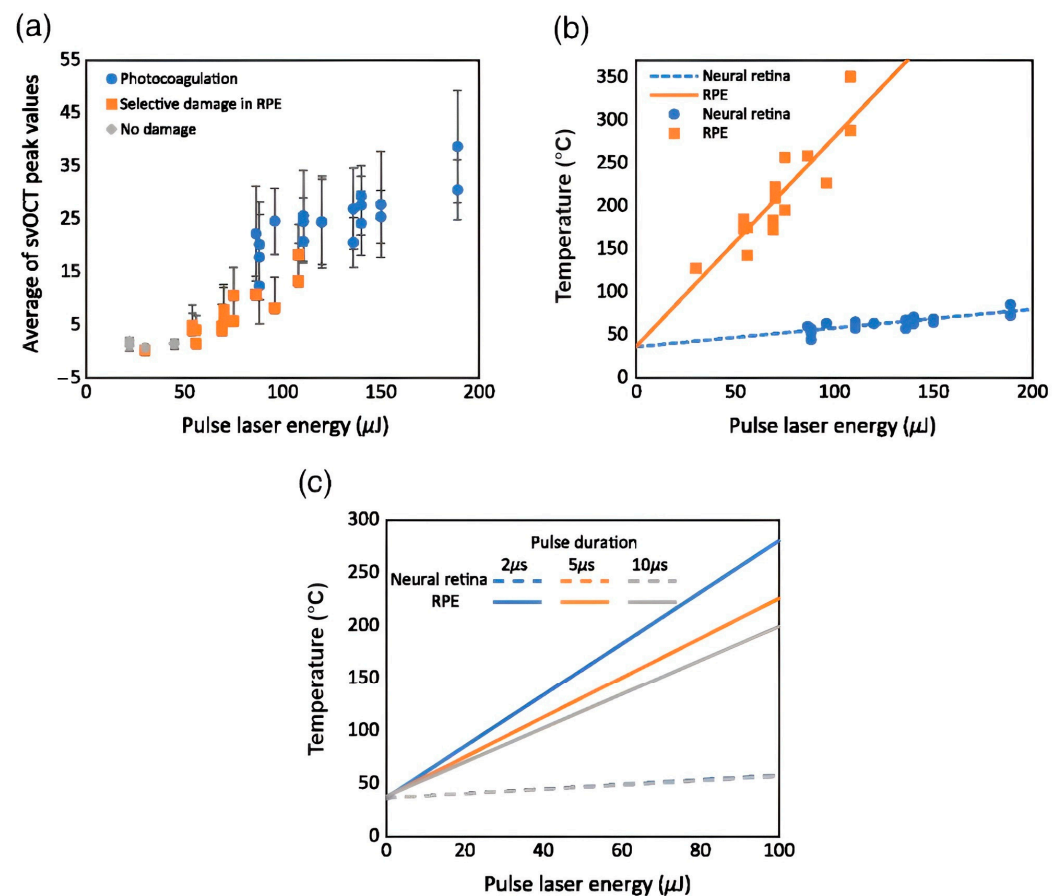 (a)
55
45
35
25
15
5
−5
Average of svOCT peak values
Photocoagulation
Selective damage in RPE
No damage
0 50 100 150 200
Pulse laser energy (μJ)
(b)
350
300
250
200
150
100
50
0
Temperature (°C)
Neural retina
RPE
Neural retina
RPE
0 50 100 150 200
Pulse laser energy (μJ)
(c)
300
250
200
150
100
50
0
Temperature (°C)
Pulse duration
2μs 5μs 10μs
Neural retina
RPE
0 20 40 60 80 100
Pulse laser energy (μJ)